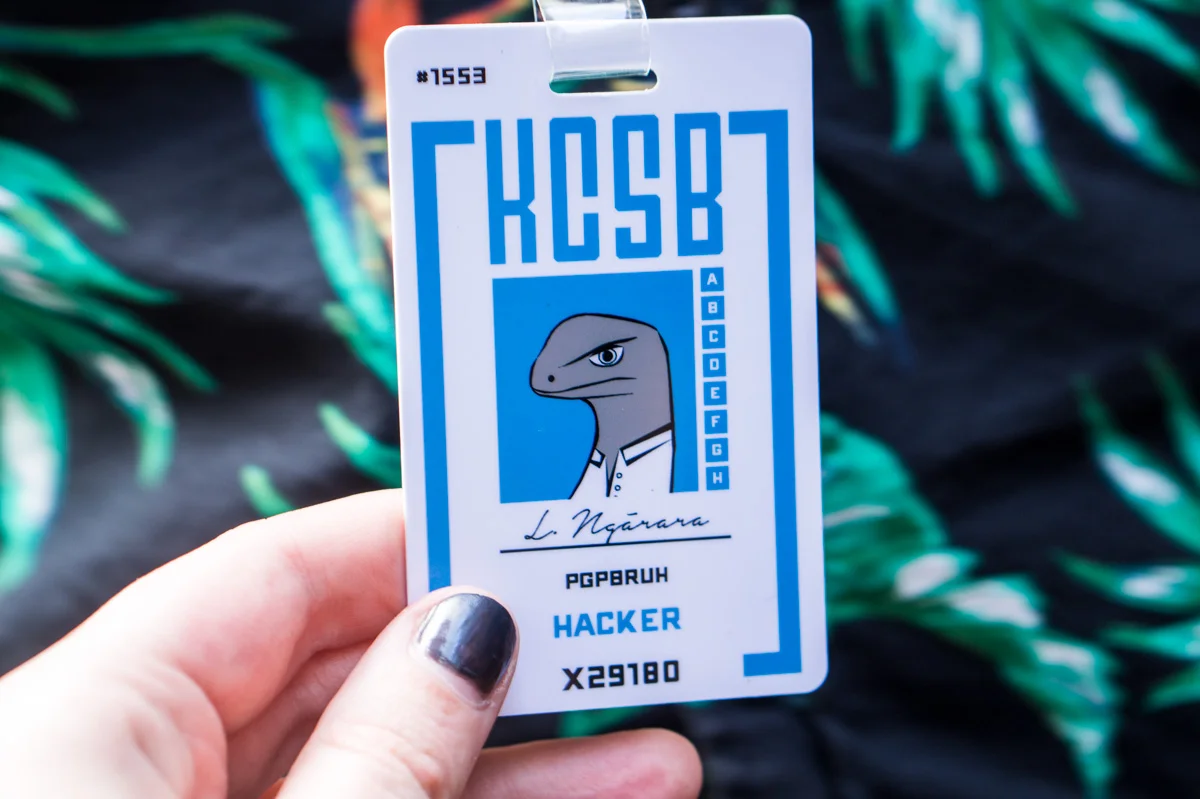 #1553
KCSB
A
B
C
D
E
F
G
H
L. Ngārara
PGPBRUH
HACKER
X29180